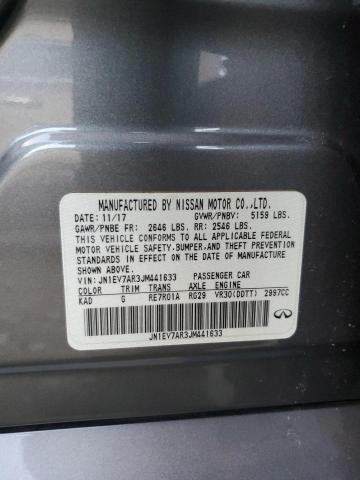 MANUFACTURED BY NISSAN MOTOR CO.,LTD.
DATE: 11/17 GVWR/PNBV: 5159 LBS.
GAWR/PNBE FR: 2646 LBS. RR: 2546 LBS.
THIS VEHICLE CONFORMS TO ALL APPLICABLE FEDERAL
MOTOR VEHICLE SAFETY,BUMPER,AND THEFT PREVENTION
STANDARDS IN EFFECT ON THE DATE OF MANUFACTURE
SHOWN ABOVE.
VIN: JN1EV7AR3JM441633 PASSENGER CAR
COLOR TRIM TRANS AXLE ENGINE
KAD G RE7R01A RG29 VR30(DDTT) 2997CC
JN1EV7AR3JM441633
INFINITI